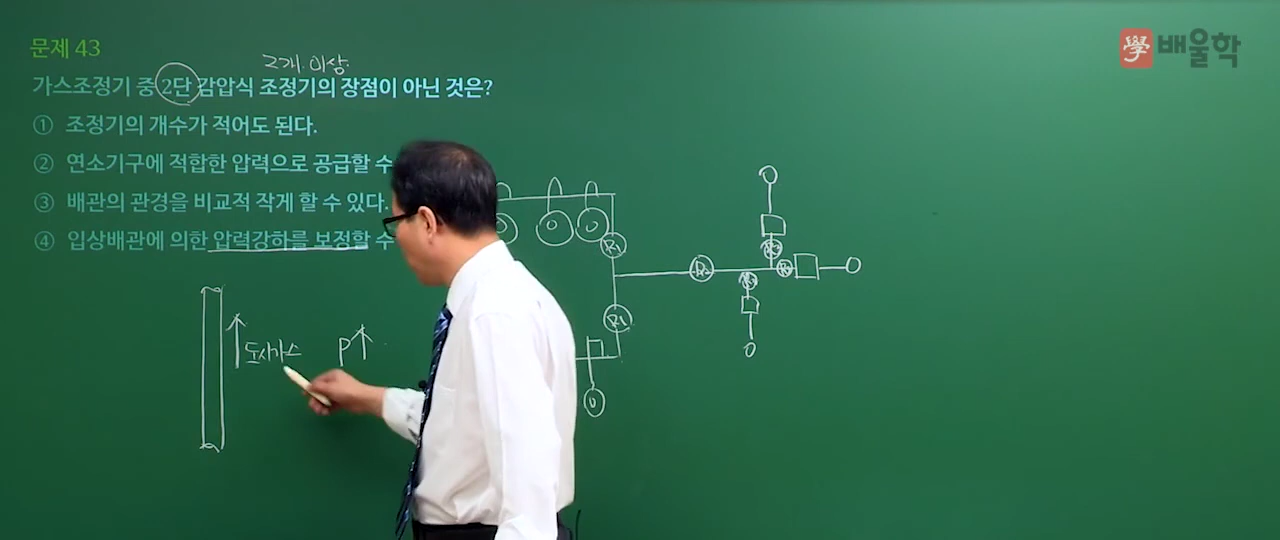 문제 43
學배울학
2개 이상
가스조정기 중 2단 감압식 조정기의 장점이 아닌 것은?
① 조정기의 개수가 적어도 된다.
② 연소기구에 적합한 압력으로 공급할 수
③ 배관의 관경을 비교적 작게 할 수 있다.
④ 입상배관에 의한 압력강하를 보정할 수
R1
R2
R1
도시가스 P↑